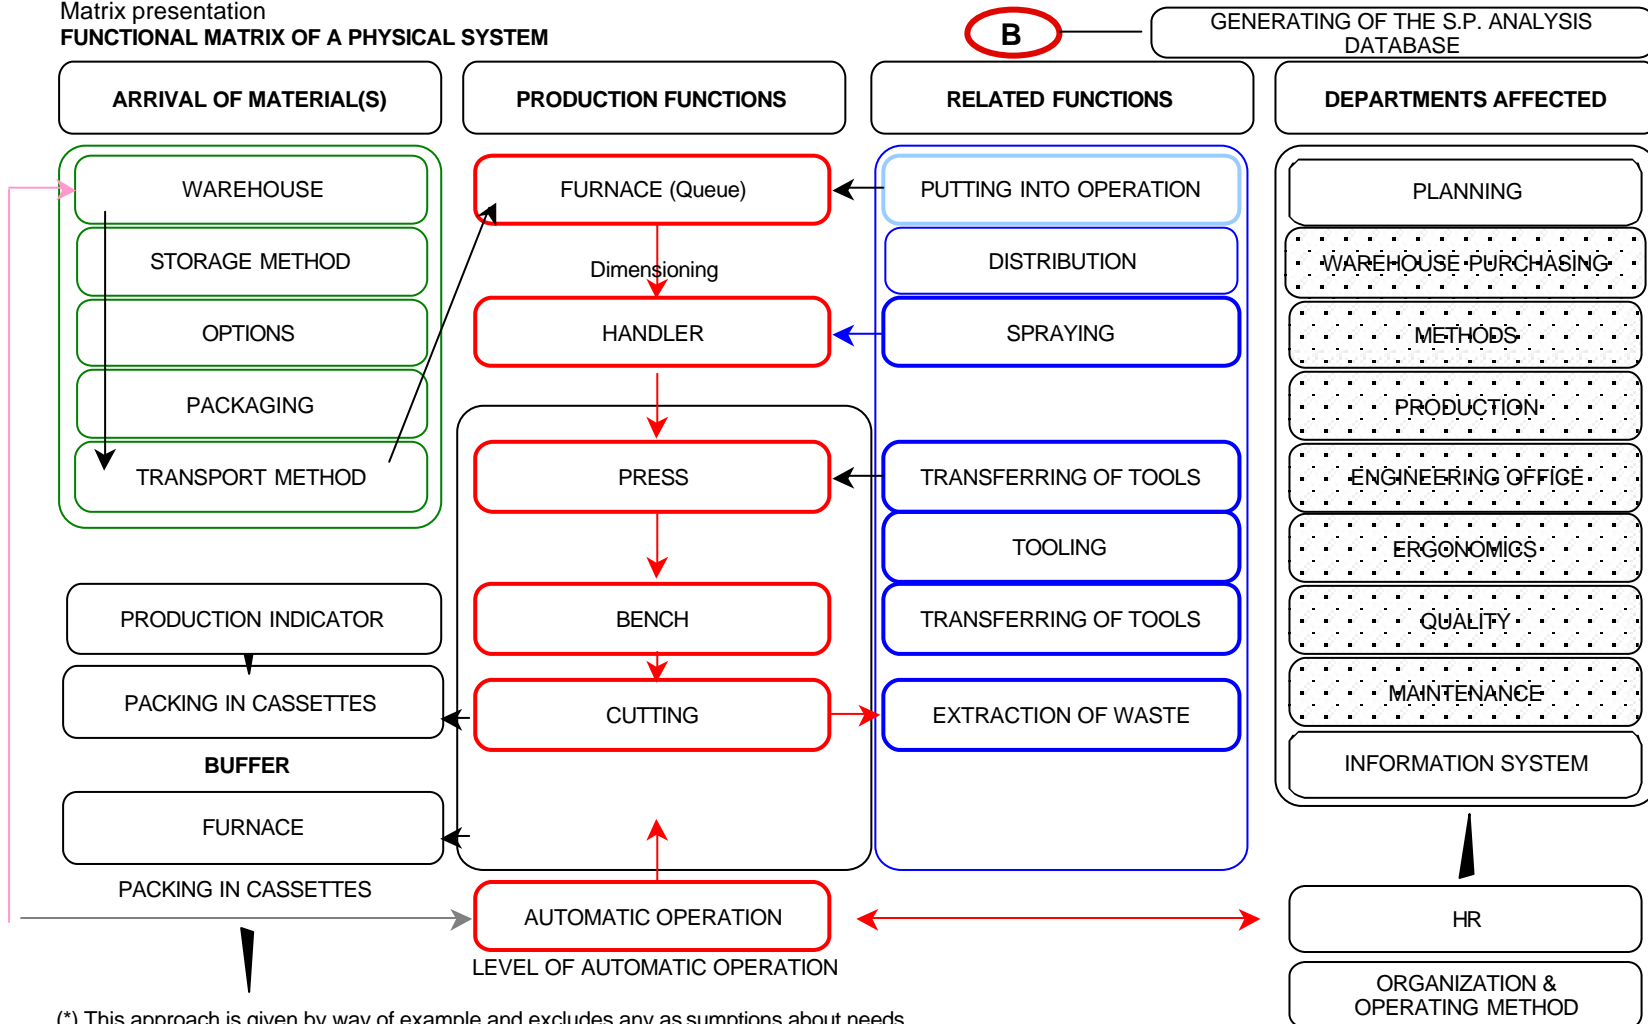 Matrix presentation
FUNCTIONAL MATRIX OF A PHYSICAL SYSTEM
B
GENERATING OF THE S.P. ANALYSIS
DATABASE
ARRIVAL OF MATERIAL(S)
PRODUCTION FUNCTIONS
RELATED FUNCTIONS
DEPARTMENTS AFFECTED
WAREHOUSE
STORAGE METHOD
OPTIONS
PACKAGING
TRANSPORT METHOD
PRODUCTION INDICATOR
PACKING IN CASSETTES
BUFFER
FURNACE
PACKING IN CASSETTES
FURNACE (Queue)
Dimensioning
HANDLER
PRESS
BENCH
CUTTING
AUTOMATIC OPERATION
LEVEL OF AUTOMATIC OPERATION
PUTTING INTO OPERATION
DISTRIBUTION
SPRAYING
TRANSFERRING OF TOOLS
TOOLING
TRANSFERRING OF TOOLS
EXTRACTION OF WASTE
PLANNING
WAREHOUSE PURCHASING
METHODS
PRODUCTION
ENGINEERING OFFICE
ERGONOMICS
QUALITY
MAINTENANCE
INFORMATION SYSTEM
HR
ORGANIZATION &
OPERATING METHOD
(*) This approach is given by way of example and excludes any as sumptions about needs